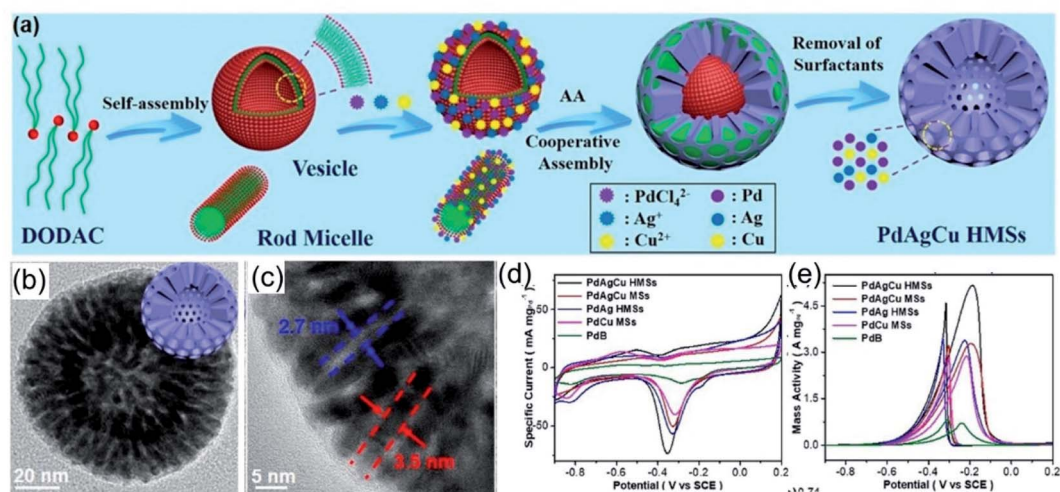 (a)
Self-assembly
AA
Cooperative
Assembly
Removal of
Surfactants
Vesicle
DODAC
Rod Micelle
: PdCl₄²⁻ : Pd
: Ag⁺ : Ag
: Cu²⁺ : Cu
PdAgCu HMSs
(b)
20 nm
(c)
2.7 nm
3.5 nm
5 nm
(d)
PdAgCu HMSs
PdAgCu MSs
PdAg HMSs
PdCu MSs
PdB
50
0
-50
Specific Current ( mA mg Pd⁻¹ )
-0.8 -0.6 -0.4 -0.2 0.0 0.2
Potential ( V vs SCE )
(e)
PdAgCu HMSs
PdAgCu MSs
PdAg HMSs
PdCu MSs
PdB
4.5
3.0
1.5
0.0
Mass Activity ( A mg Pd⁻¹ )
-0.8 -0.6 -0.4 -0.2 0.0 0.2
Potential ( V vs SCE )